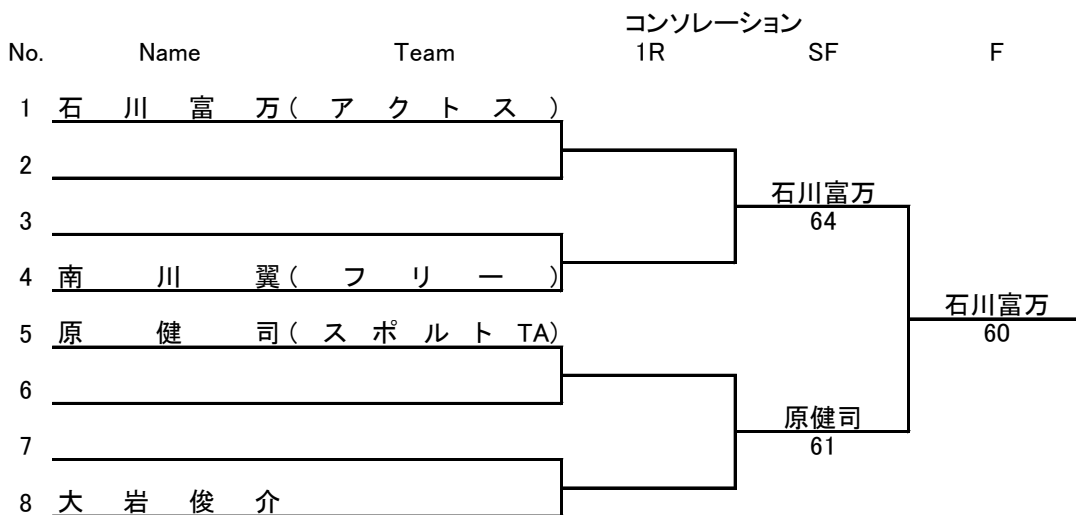 コンソレーション
No. Name Team 1R SF F
1 石川富万(アクトス)
2
石川富万
3 64
4 南川翼(フリー)
石川富万
5 原健司(スポルトTA) 60
6
原健司
7 61
8 大岩俊介